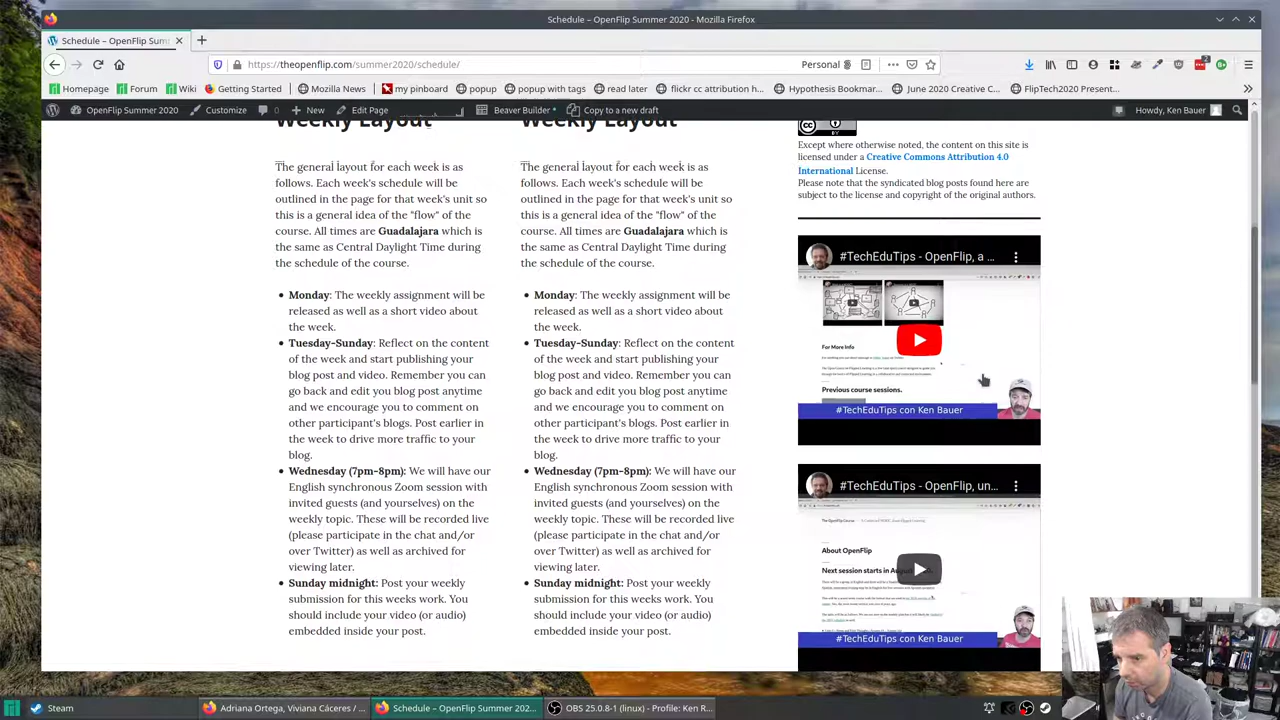 Schedule – OpenFlip Summer 2020 - Mozilla Firefox
Schedule – OpenFlip Sum
https://theopenflip.com/summer2020/schedule/
Personal
Homepage
Forum
Wiki
Getting Started
Mozilla News
my pinboard
popup
popup with tags
read later
flickr cc attribution h...
Hypothesis Bookmar...
June 2020 Creative C...
FlipTech2020 Present...
OpenFlip Summer 2020
Customize
0
New
Edit Page
Beaver Builder
Copy to a new draft
Howdy, Ken Bauer
Weekly Layout
The general layout for each week is as
follows. Each week's schedule will be
outlined in the page for that week's unit so
this is a general idea of the "flow" of the
course. All times are Guadalajara which is
the same as Central Daylight Time during
the schedule of the course.
Monday: The weekly assignment will be
released as well as a short video about
the week.
Tuesday-Sunday: Reflect on the content
of the week and start publishing your
blog post/video. Remember you can
go back and edit you blog post anytime
and we encourage you to comment on
other participant's blogs. Post earlier in
the week to drive more traffic to your
blog.
Wednesday (7pm-8pm): We will have our
English synchronous Zoom session with
invited guests (and yourselves) on the
weekly topic. These will be recorded live
(please participate in the chat and/or
over Twitter) as well as archived for
viewing later.
Sunday midnight: Post your weekly
submission for this weeks work. You
should include your video (or audio)
embedded inside your post.
Weekly Layout
The general layout for each week is as
follows. Each week's schedule will be
outlined in the page for that week's unit so
this is a general idea of the "flow" of the
course. All times are Guadalajara which is
the same as Central Daylight Time during
the schedule of the course.
Monday: The weekly assignment will be
released as well as a short video about
the week.
Tuesday-Sunday: Reflect on the content
of the week and start publishing your
blog post/video. Remember you can
go back and edit you blog post anytime
and we encourage you to comment on
other participant's blogs. Post earlier in
the week to drive more traffic to your
blog.
Wednesday (7pm-8pm): We will have our
English synchronous Zoom session with
invited guests (and yourselves) on the
weekly topic. These will be recorded live
(please participate in the chat and/or
over Twitter) as well as archived for
viewing later.
Sunday midnight: Post your weekly
submission for this weeks work. You
should include your video (or audio)
embedded inside your post.
BY
Except where otherwise noted, the content on this site is
licensed under a Creative Commons Attribution 4.0
International License.
Please note that the syndicated blog posts found here are
subject to the license and copyright of the original authors.
#TechEduTips - OpenFlip, a ...
For More Info
Previous course sessions.
#TechEduTips con Ken Bauer
#TechEduTips - OpenFlip, un...
About OpenFlip
Next session starts in August
#TechEduTips con Ken Bauer
Steam
Adriana Ortega, Viviana Cáceres / ...
Schedule – OpenFlip Summer 202...
OBS 25.0.8-1 (linux) - Profile: Ken R...